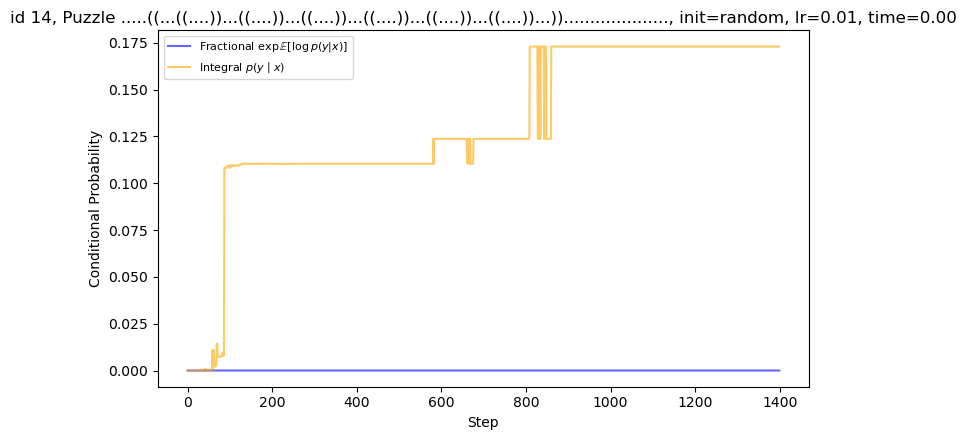 id 14, Puzzle .....((...((....))...((....))...((....))...((....))...((....))...((....))...))...................., init=random, lr=0.01, time=0.00
Fractional exp𝔼[log p(y|x)]
Integral p(y | x)
0.175
0.150
0.125
0.100
0.075
0.050
0.025
0.000
Conditional Probability
0 200 400 600 800 1000 1200 1400
Step